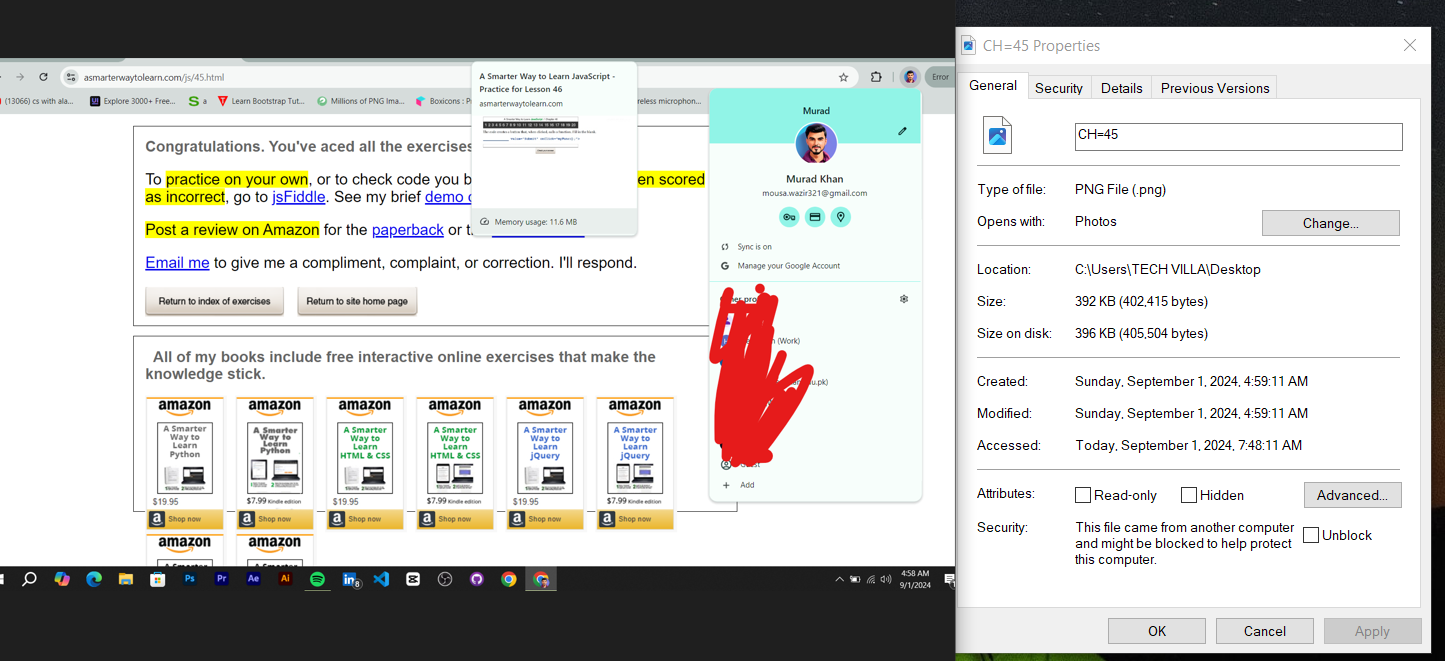 asmarterwaytolearn.com/js/45.html
Error
(13066) cs with ala...
Explore 3000+ Free...
a
Learn Bootstrap Tut...
Millions of PNG Ima...
Boxicons : P
reless microphon...
A Smarter Way to Learn JavaScript -
Practice for Lesson 46
asmarterwaytolearn.com
Memory usage: 11.6 MB
Congratulations. You've aced all the exercises
To practice on your own, or to check code you b en scored
as incorrect, go to jsFiddle. See my brief demo
Post a review on Amazon for the paperback or
Email me to give me a compliment, complaint, or correction. I'll respond.
Return to index of exercises
Return to site home page
All of my books include free interactive online exercises that make the
knowledge stick.
amazon amazon amazon amazon amazon amazon
A Smarter Way to Learn Python
A Smarter Way to Learn Python
A Smarter Way to Learn HTML & CSS
A Smarter Way to Learn HTML & CSS
A Smarter Way to Learn jQuery
A Smarter Way to Learn jQuery
$19.95 $7.99 Kindle edition $19.95 $7.99 Kindle edition $19.95 $7.99 Kindle edition
Shop now Shop now Shop now Shop now Shop now Shop now
amazon amazon
Murad
Murad Khan
mousa.wazir321@gmail.com
Sync is on
Manage your Google Account
(Work)
u.pk)
Add
Ps Pr Ae Ai in 8
4:58 AM
9/1/2024
CH=45 Properties
General Security Details Previous Versions
CH=45
Type of file: PNG File (.png)
Opens with: Photos Change...
Location: C:\Users\TECH VILLA\Desktop
Size: 392 KB (402,415 bytes)
Size on disk: 396 KB (405,504 bytes)
Created: Sunday, September 1, 2024, 4:59:11 AM
Modified: Sunday, September 1, 2024, 4:59:11 AM
Accessed: Today, September 1, 2024, 7:48:11 AM
Attributes: Read-only Hidden Advanced...
Security: This file came from another computer
and might be blocked to help protect
this computer.
Unblock
OK Cancel Apply